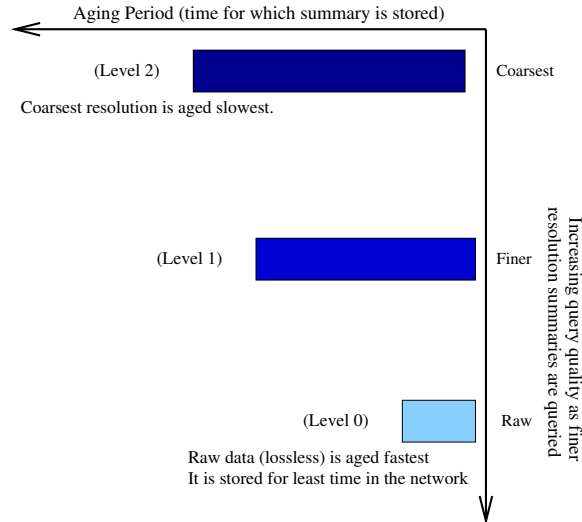 Aging Period (time for which summary is stored)
(Level 2)
Coarsest
Coarsest resolution is aged slowest.
(Level 1)
Finer
Increasing query quality as finer
resolution summaries are queried
(Level 0)
Raw
Raw data (lossless) is aged fastest
It is stored for least time in the network